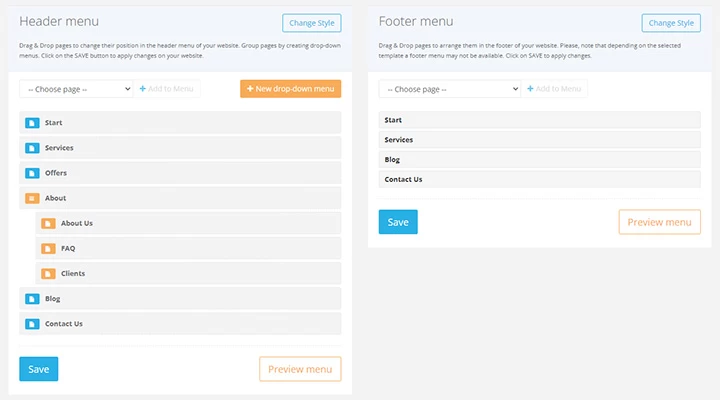 Header menu
Change Style
Drag & Drop pages to change their position in the header menu of your website. Group pages by creating drop-down
menus. Click on the SAVE button to apply changes on your website.
-- Choose page --
+ Add to Menu
+ New drop-down menu
Start
Services
Offers
About
About Us
FAQ
Clients
Blog
Contact Us
Save
Preview menu
Footer menu
Change Style
Drag & Drop pages to arrange them in the footer of your website. Please, note that depending on the selected
template a footer menu may not be available. Click on SAVE to apply changes.
-- Choose page --
+ Add to Menu
Start
Services
Blog
Contact Us
Save
Preview menu